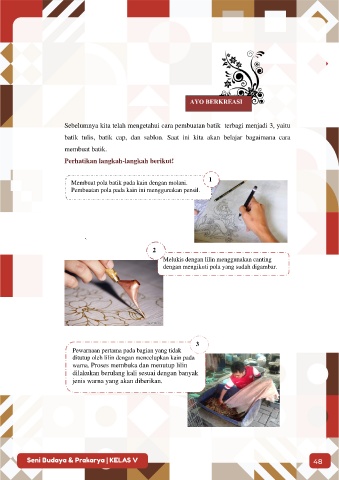 AYO BERKREASI
Sebelumnya kita telah mengetahui cara pembuatan batik terbagi menjadi 3, yaitu
batik tulis, batik cap, dan sablon. Saat ini kita akan belajar bagaimana cara
membuat batik.
Perhatikan langkah-langkah berikut!
1
Membuat pola batik pada kain dengan molani.
Pembuatan pola pada kain ini menggunakan pensil.
2
Melukis dengan lilin menggunakan canting
dengan mengikuti pola yang sudah digambar.
3
Pewarnaan pertama pada bagian yang tidak
ditutup oleh lilin dengan mencelupkan kain pada
warna. Proses membuka dan menutup lilin
dilakukan berulang kali sesuai dengan banyak
jenis warna yang akan diberikan.
Seni Budaya & Prakarya | KELAS V
48